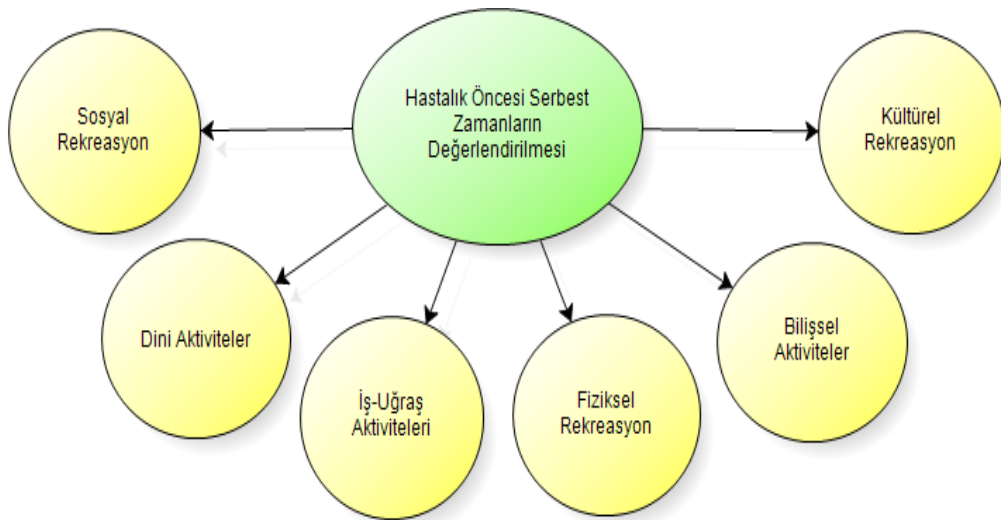 Hastalık Öncesi Serbest
Zamanların
Değerlendirilmesi
Sosyal
Rekreasyon
Dini Aktiviteler
İş-Uğraş
Aktiviteleri
Fiziksel
Rekreasyon
Bilişsel
Aktiviteler
Kültürel
Rekreasyon